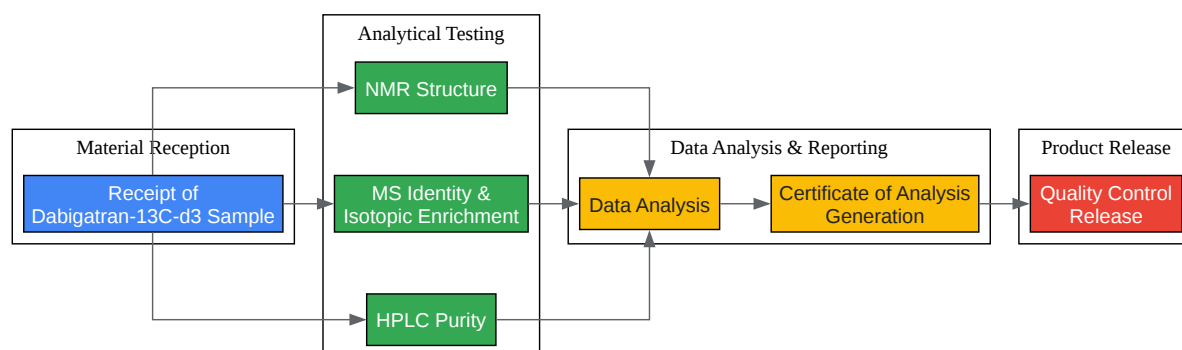 Analytical Testing
NMR Structure
Material Reception
Receipt of
Dabigatran-13C-d3 Sample
MS Identity &
Isotopic Enrichment
HPLC Purity
Data Analysis & Reporting
Data Analysis
Certificate of Analysis
Generation
Product Release
Quality Control
Release